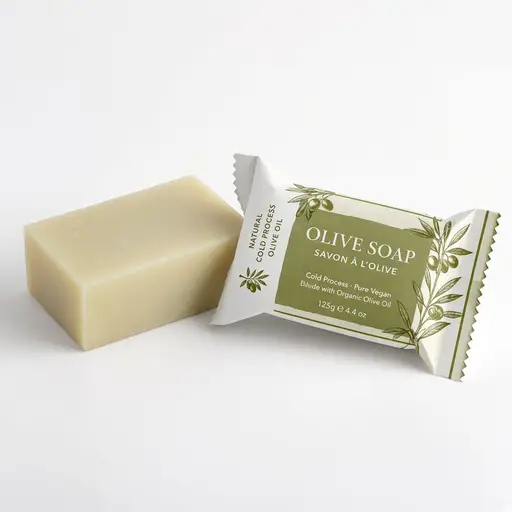 NATURAL
COLD PROCESS
OLIVE OIL
OLIVE SOAP
SAVON À L'OLIVE
Cold Process · Pure Vegan
Bāide with Organic Olive Oil
125g ℮ 4.4 oz